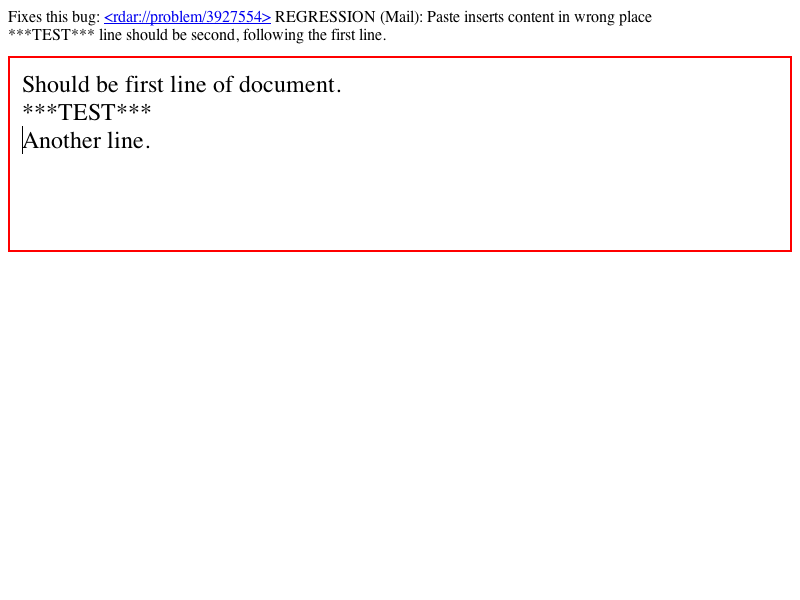 Fixes this bug: <rdar://problem/3927554> REGRESSION (Mail): Paste inserts content in wrong place
***TEST*** line should be second, following the first line.
Should be first line of document.
***TEST***
Another line.